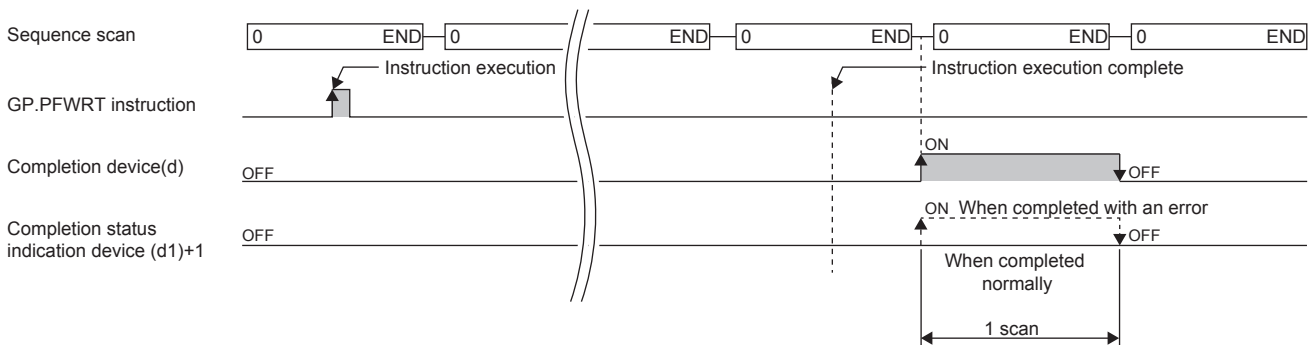 Sequence scan
0 END 0 END 0 END 0 END 0 END
Instruction execution
Instruction execution complete
GP.PFWRT instruction
ON
Completion device(d)
OFF
OFF
ON When completed with an error
Completion status
indication device (d1)+1
OFF
OFF
When completed
normally
1 scan